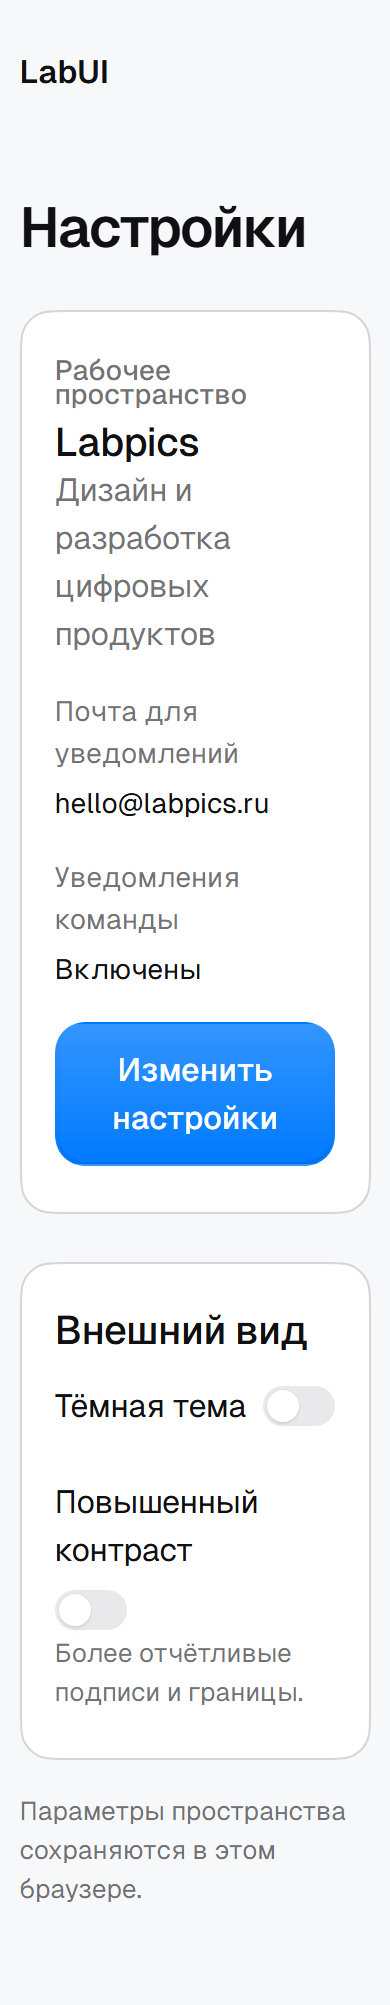 LabUI
Настройки
Рабочее
пространство
Labpics
Дизайн и
разработка
цифровых
продуктов
Почта для
уведомлений
hello@labpics.ru
Уведомления
команды
Включены
Изменить
настройки
Внешний вид
Тёмная тема
Повышенный
контраст
Более отчётливые
подписи и границы.
Параметры пространства
сохраняются в этом
браузере.